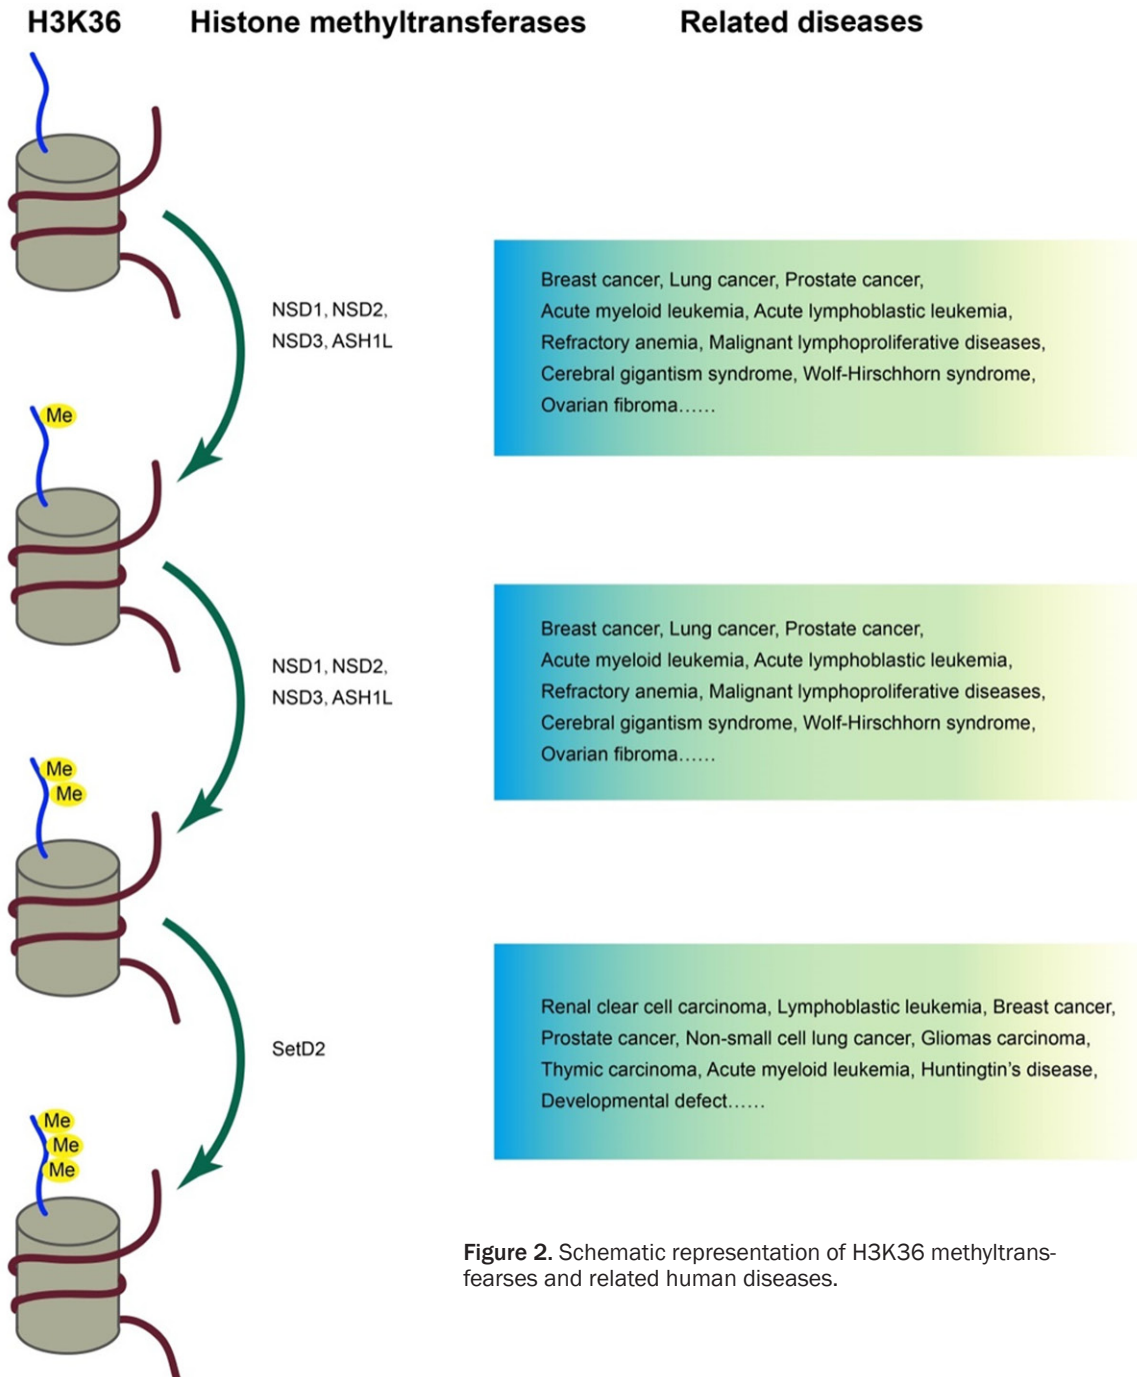 H3K36 Histone methyltransferases Related diseases
NSD1, NSD2,
NSD3, ASH1L
Breast cancer, Lung cancer, Prostate cancer,
Acute myeloid leukemia, Acute lymphoblastic leukemia,
Refractory anemia, Malignant lymphoproliferative diseases,
Cerebral gigantism syndrome, Wolf-Hirschhorn syndrome,
Ovarian fibroma......
Me
NSD1, NSD2,
NSD3, ASH1L
Breast cancer, Lung cancer, Prostate cancer,
Acute myeloid leukemia, Acute lymphoblastic leukemia,
Refractory anemia, Malignant lymphoproliferative diseases,
Cerebral gigantism syndrome, Wolf-Hirschhorn syndrome,
Ovarian fibroma......
Me
Me
SetD2
Renal clear cell carcinoma, Lymphoblastic leukemia, Breast cancer,
Prostate cancer, Non-small cell lung cancer, Gliomas carcinoma,
Thymic carcinoma, Acute myeloid leukemia, Huntingtin's disease,
Developmental defect......
Me
Me
Me
Figure 2. Schematic representation of H3K36 methyltrans-
fearses and related human diseases.